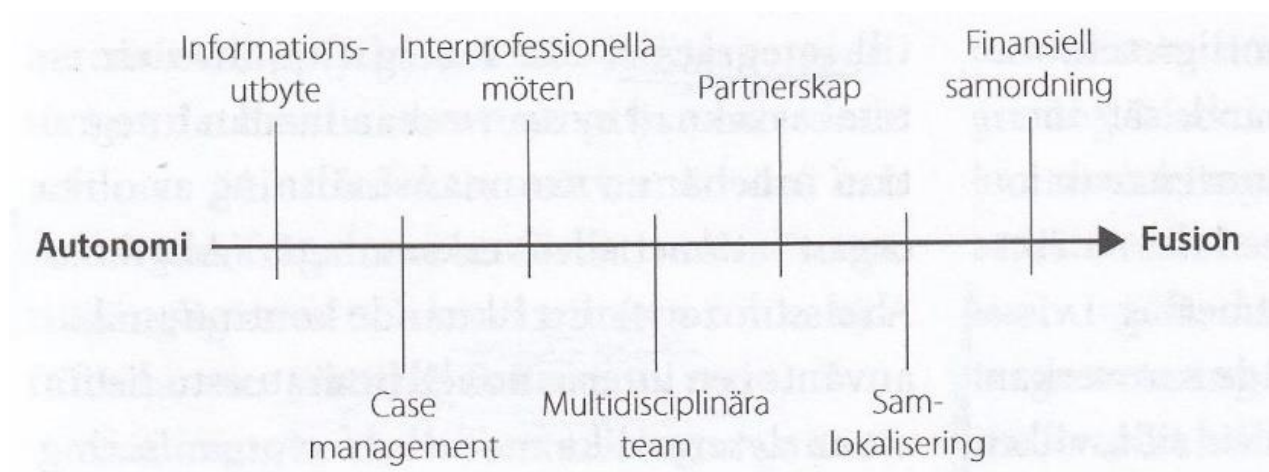 Informations-
utbyte
Interprofessionella
möten
Partnerskap
Finansiell
samordning
Autonomi
Fusion
Case
management
Multidisciplinära
team
Sam-
lokalisering